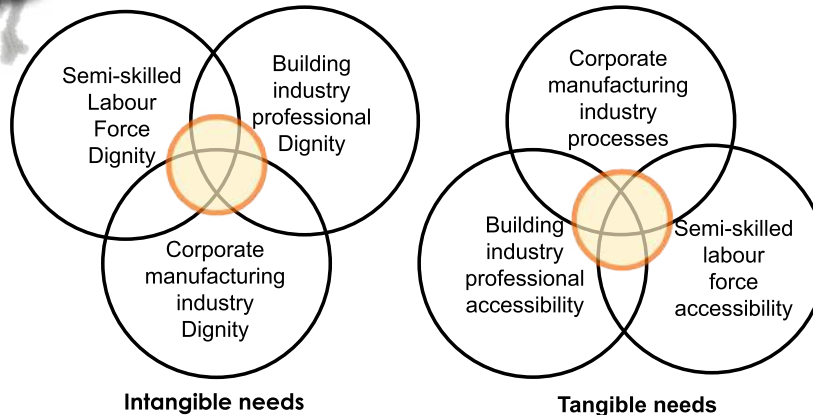 Semi-skilled
Labour
Force
Dignity
Building
industry
professional
Dignity
Corporate
manufacturing
industry
Dignity
Intangible needs
Corporate
manufacturing
industry
processes
Building
industry
professional
accessibility
Semi-skilled
labour
force
accessibility
Tangible needs